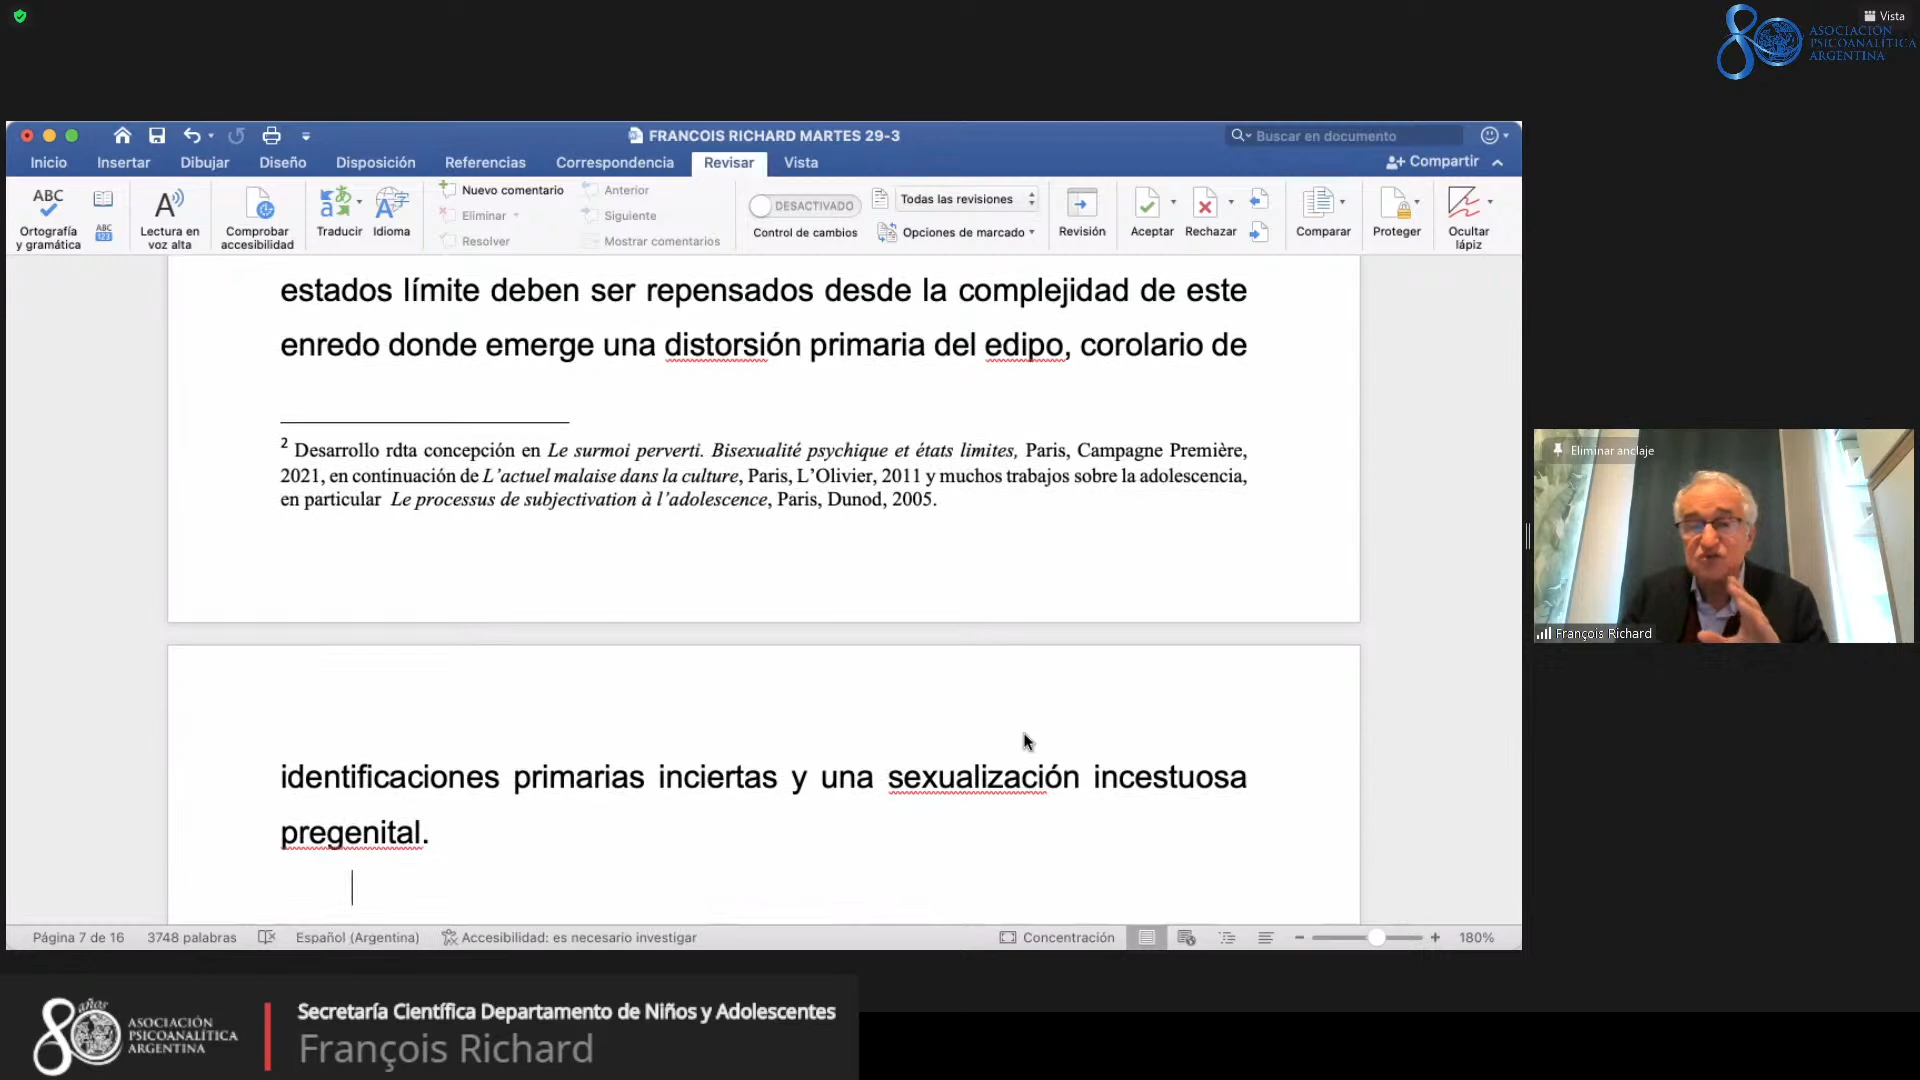 Vista
ASOCIACIÓN
PSICOANALÍTICA
ARGENTINA
FRANCOIS RICHARD MARTES 29-3
Buscar en documento
Inicio Insertar Dibujar Diseño Disposición Referencias Correspondencia Revisar Vista Compartir
ABC
Ortografía
y gramática
ABC
123
Lectura en
voz alta
Comprobar
accesibilidad
Traducir
Idioma
Nuevo comentario
Eliminar
Resolver
Anterior
Siguiente
Mostrar comentarios
DESACTIVADO
Control de cambios
Todas las revisiones
Opciones de marcado
Revisión
Aceptar
Rechazar
Comparar
Proteger
Ocultar
lápiz
estados límite deben ser repensados desde la complejidad de este
enredo donde emerge una distorsión primaria del edipo, corolario de
2 Desarrollo rdta concepción en Le surmoi perverti. Bisexualité psychique et états limites, Paris, Campagne Première,
2021, en continuación de L’actuel malaise dans la culture, Paris, L’Olivier, 2011 y muchos trabajos sobre la adolescencia,
en particular Le processus de subjectivation à l’adolescence, Paris, Dunod, 2005.
identificaciones primarias inciertas y una sexualización incestuosa
pregenital.
Eliminar anclaje
François Richard
Página 7 de 16 3748 palabras Español (Argentina) Accesibilidad: es necesario investigar Concentración 180%
80 años
ASOCIACIÓN
PSICOANALÍTICA
ARGENTINA
Secretaría Científica Departamento de Niños y Adolescentes
François Richard